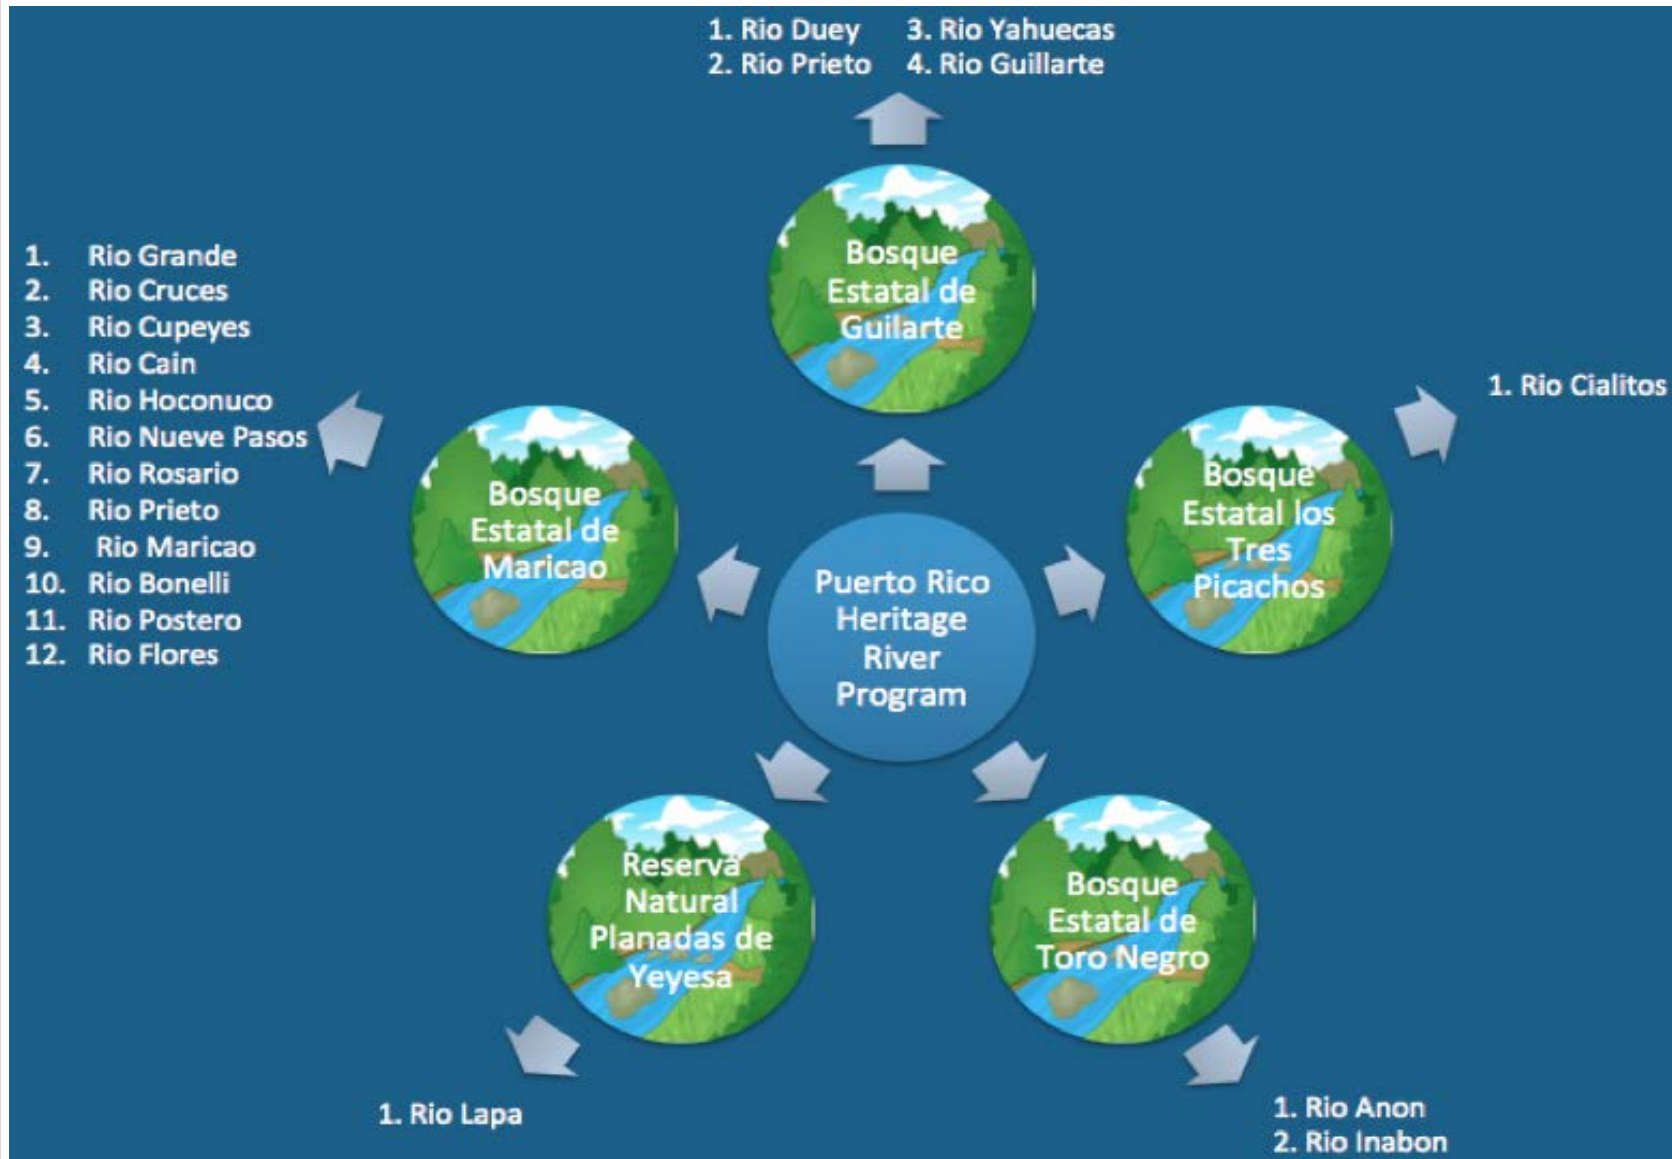 1. Rio Duey
2. Rio Prieto
3. Rio Yahuecas
4. Rio Guillarte
Bosque
Estatal de
Guilarte
1. Rio Grande
2. Rio Cruces
3. Rio Cupeyes
4. Rio Cain
5. Rio Hoconuco
6. Rio Nueve Pasos
7. Rio Rosario
8. Rio Prieto
9. Rio Maricao
10. Rio Bonelli
11. Rio Postero
12. Rio Flores
Bosque
Estatal de
Maricao
1. Rio Cialitos
Bosque
Estatal los
Tres
Picachos
Puerto Rico
Heritage
River
Program
Reserva
Natural
Planadas de
Yeyesa
1. Rio Lapa
Bosque
Estatal de
Toro Negro
1. Rio Anon
2. Rio Inabon